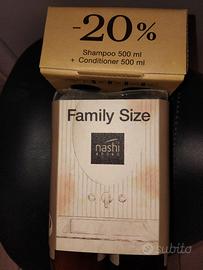 -20%
Shampoo 500 ml
+ Conditioner 500 ml
Family Size
nashi
subito